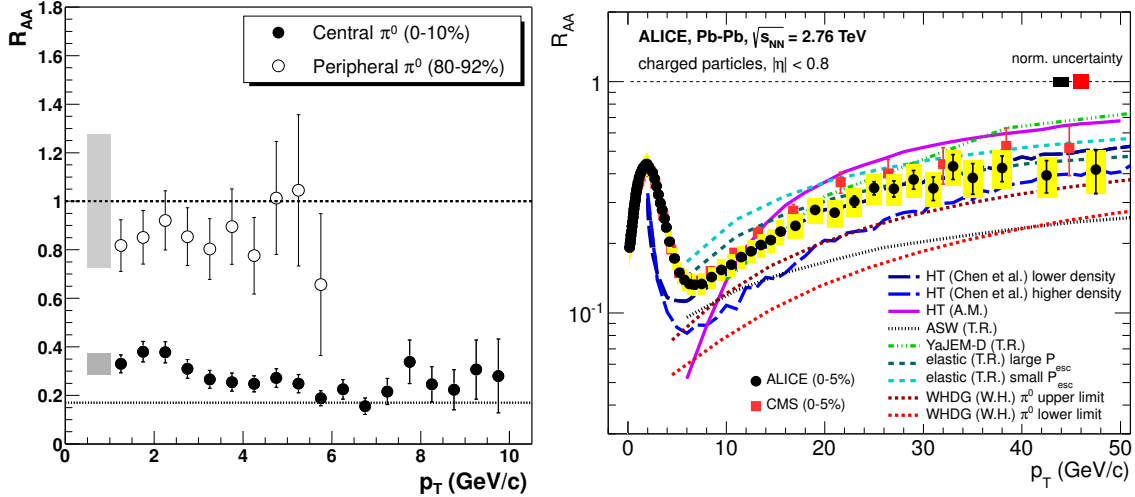 R_AA
1.8
1.6
1.4
1.2
1
0.8
0.6
0.4
0.2
0
Central π⁰ (0-10%)
Peripheral π⁰ (80-92%)
0 2 4 6 8 10
p_T (GeV/c)
R_AA
ALICE, Pb-Pb, √s_NN = 2.76 TeV
charged particles, |η| < 0.8
norm. uncertainty
1
10⁻¹
HT (Chen et al.) lower density
HT (Chen et al.) higher density
HT (A.M.)
ASW (T.R.)
YaJEM-D (T.R.)
elastic (T.R.) large P_esc
elastic (T.R.) small P_esc
WHDG (W.H.) π⁰ upper limit
WHDG (W.H.) π⁰ lower limit
ALICE (0-5%)
CMS (0-5%)
0 10 20 30 40 50
p_T (GeV/c)